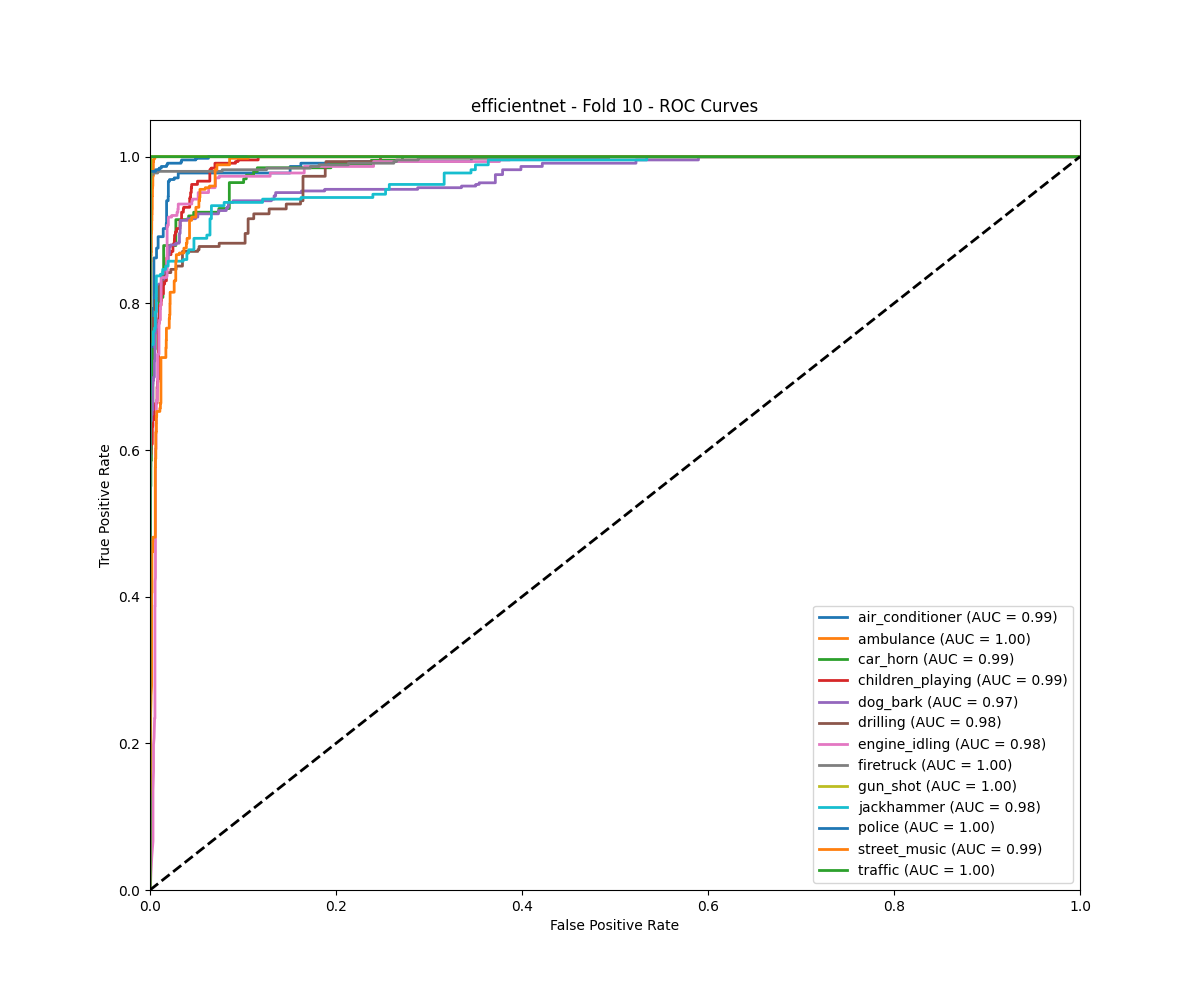 efficientnet - Fold 10 - ROC Curves
1.0
0.8
0.6
0.4
0.2
0.0
True Positive Rate
0.0 0.2 0.4 0.6 0.8 1.0
False Positive Rate
air_conditioner (AUC = 0.99)
ambulance (AUC = 1.00)
car_horn (AUC = 0.99)
children_playing (AUC = 0.99)
dog_bark (AUC = 0.97)
drilling (AUC = 0.98)
engine_idling (AUC = 0.98)
firetruck (AUC = 1.00)
gun_shot (AUC = 1.00)
jackhammer (AUC = 0.98)
police (AUC = 1.00)
street_music (AUC = 0.99)
traffic (AUC = 1.00)